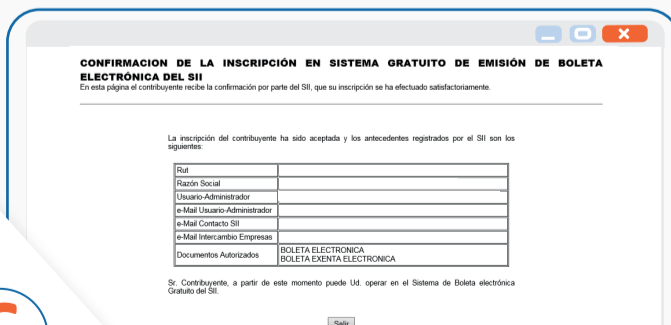 CONFIRMACION DE LA INSCRIPCIÓN EN SISTEMA GRATUITO DE EMISIÓN DE BOLETA
ELECTRÓNICA DEL SII
En esta página el contribuyente recibe la confirmación por parte del SII, que su inscripción se ha efectuado satisfactoriamente.
La inscripción del contribuyente ha sido aceptada y los antecedentes registrados por el SII son los
siguientes:
Rut
Razón Social
Usuario-Administrador
e-Mail Usuario-Administrador
e-Mail Contacto SII
e-Mail Intercambio Empresas
Documentos Autorizados
BOLETA ELECTRONICA
BOLETA EXENTA ELECTRONICA
Sr. Contribuyente, a partir de este momento puede Ud. operar en el Sistema de Boleta electrónica
Gratuito del SII.
Salir